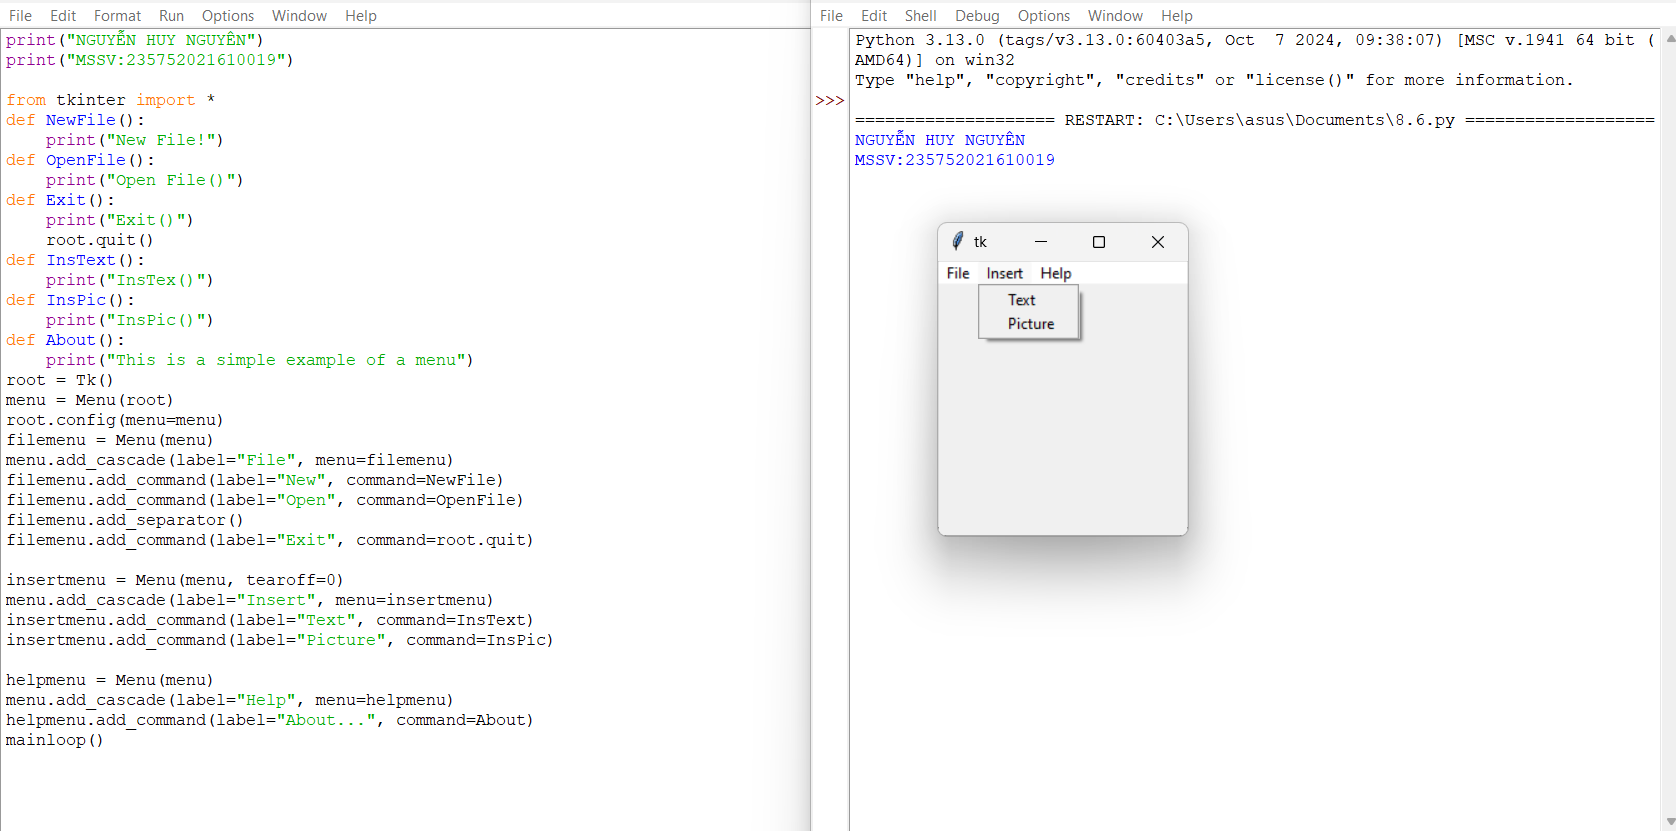 File Edit Format Run Options Window Help
print("NGUYỄN HUY NGUYÊN")
print("MSSV:235752021610019")
from tkinter import *
def NewFile():
    print("New File!")
def OpenFile():
    print("Open File()")
def Exit():
    print("Exit()")
    root.quit()
def InsText():
    print("InsTex()")
def InsPic():
    print("InsPic()")
def About():
    print("This is a simple example of a menu")
root = Tk()
menu = Menu(root)
root.config(menu=menu)
filemenu = Menu(menu)
menu.add_cascade(label="File", menu=filemenu)
filemenu.add_command(label="New", command=NewFile)
filemenu.add_command(label="Open", command=OpenFile)
filemenu.add_separator()
filemenu.add_command(label="Exit", command=root.quit)
insertmenu = Menu(menu, tearoff=0)
menu.add_cascade(label="Insert", menu=insertmenu)
insertmenu.add_command(label="Text", command=InsText)
insertmenu.add_command(label="Picture", command=InsPic)
helpmenu = Menu(menu)
menu.add_cascade(label="Help", menu=helpmenu)
helpmenu.add_command(label="About...", command=About)
mainloop()
File Edit Shell Debug Options Window Help
Python 3.13.0 (tags/v3.13.0:60403a5, Oct  7 2024, 09:38:07) [MSC v.1941 64 bit (
AMD64)] on win32
Type "help", "copyright", "credits" or "license()" for more information.
>>>
==================== RESTART: C:\Users\asus\Documents\8.6.py ===================
NGUYỄN HUY NGUYÊN
MSSV:235752021610019
tk
File Insert Help
Text
Picture